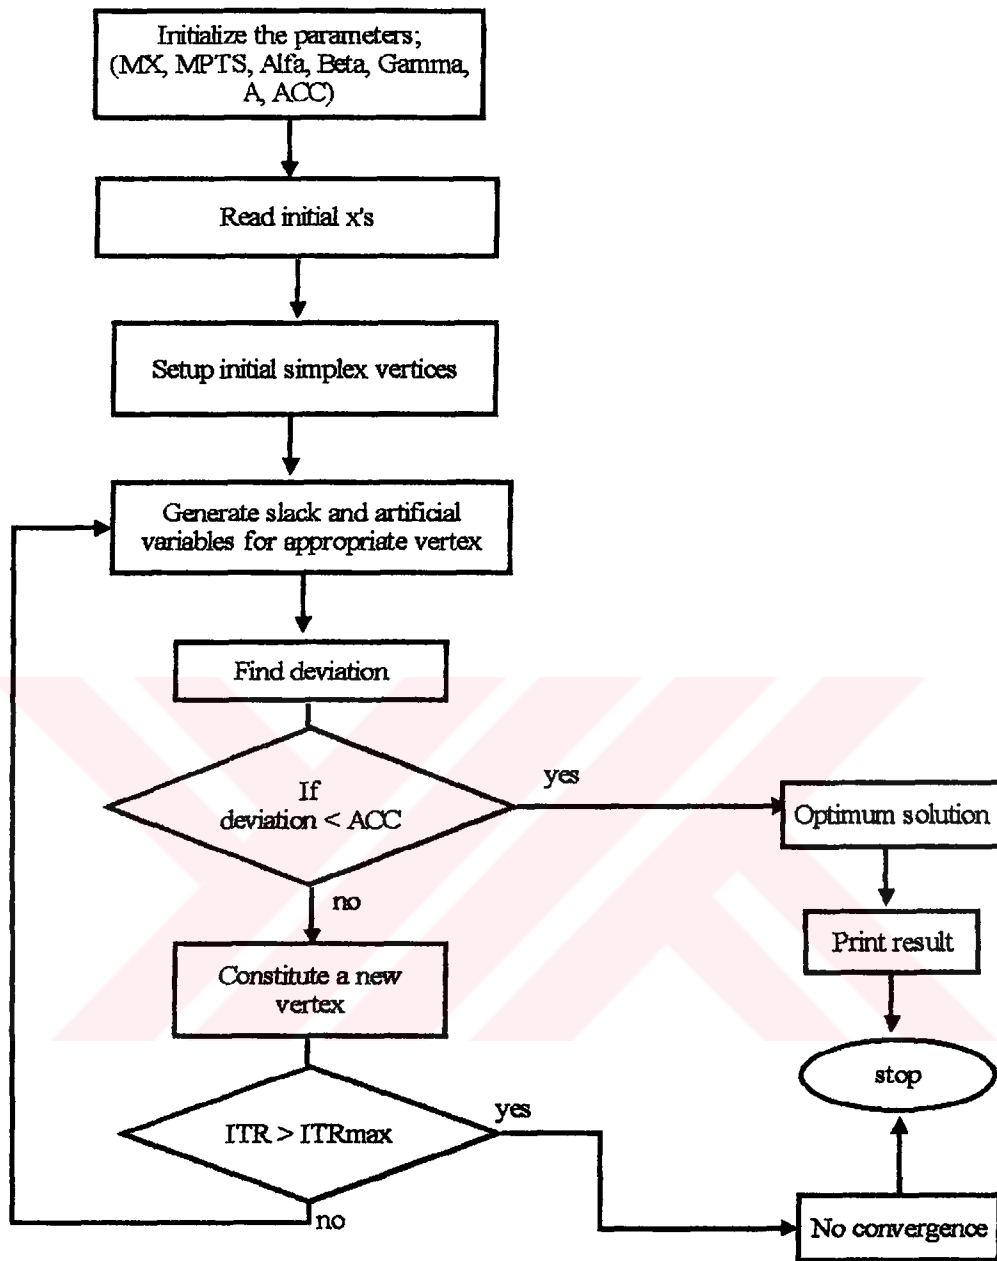 Initialize the parameters;
(MX, MPTS, Alfa, Beta, Gamma,
A, ACC)
Read initial x's
Setup initial simplex vertices
Generate slack and artificial
variables for appropriate vertex
Find deviation
If
deviation < ACC
yes
Optimum solution
no
Print result
Constitute a new
vertex
stop
ITR > ITRmax
yes
no
No convergence